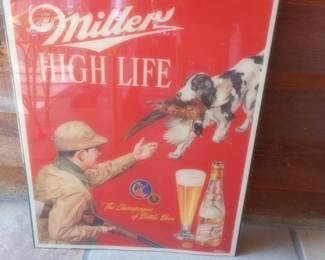 Miller
HIGH LIFE
The Champagne
of Bottle Beer